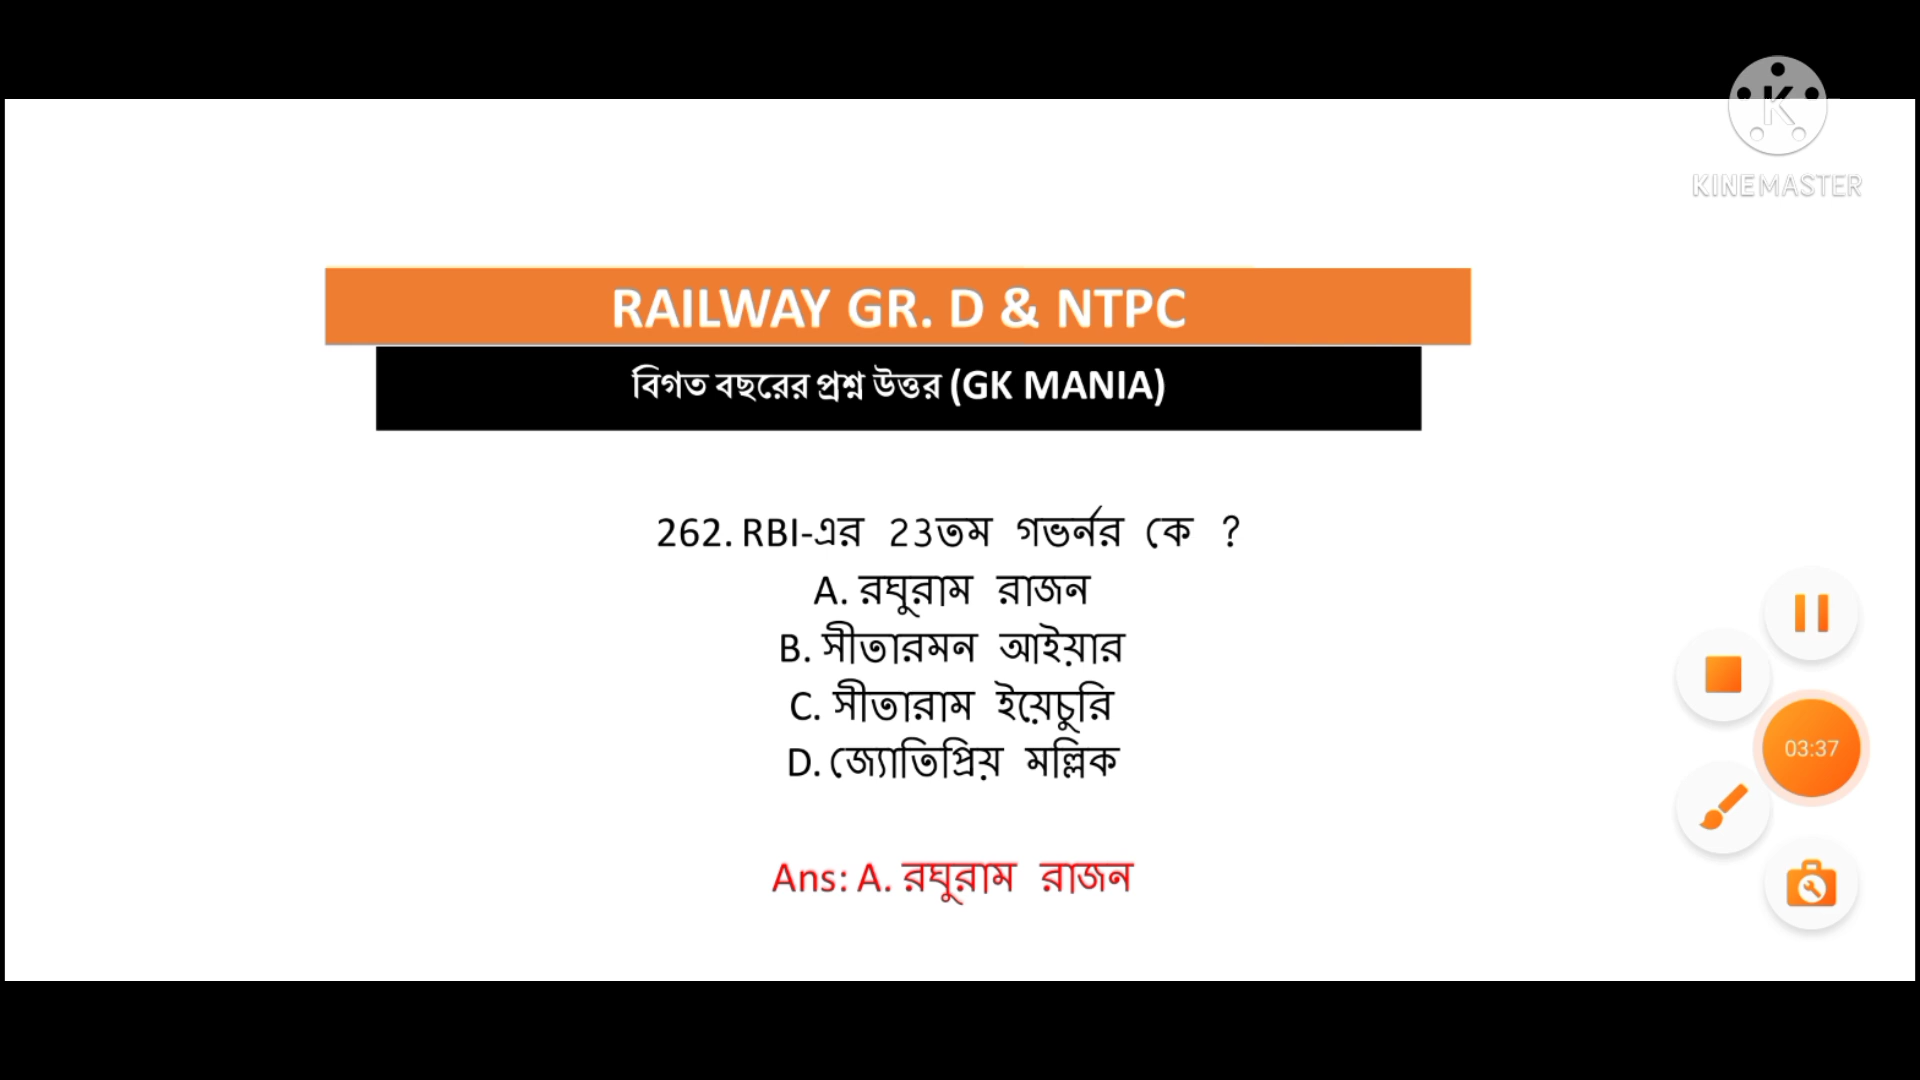 K
KINEMASTER
RAILWAY GR. D & NTPC
বিগত বছরের প্রশ্ন উত্তর (GK MANIA)
262. RBI-এর 23তম গভর্নর কে ?
A. রঘুরাম রাজন
B. সীতারমন আইয়ার
C. সীতারাম ইয়েচুরি
D. জ্যোতিপ্রিয় মল্লিক
03:37
Ans: A. রঘুরাম রাজন